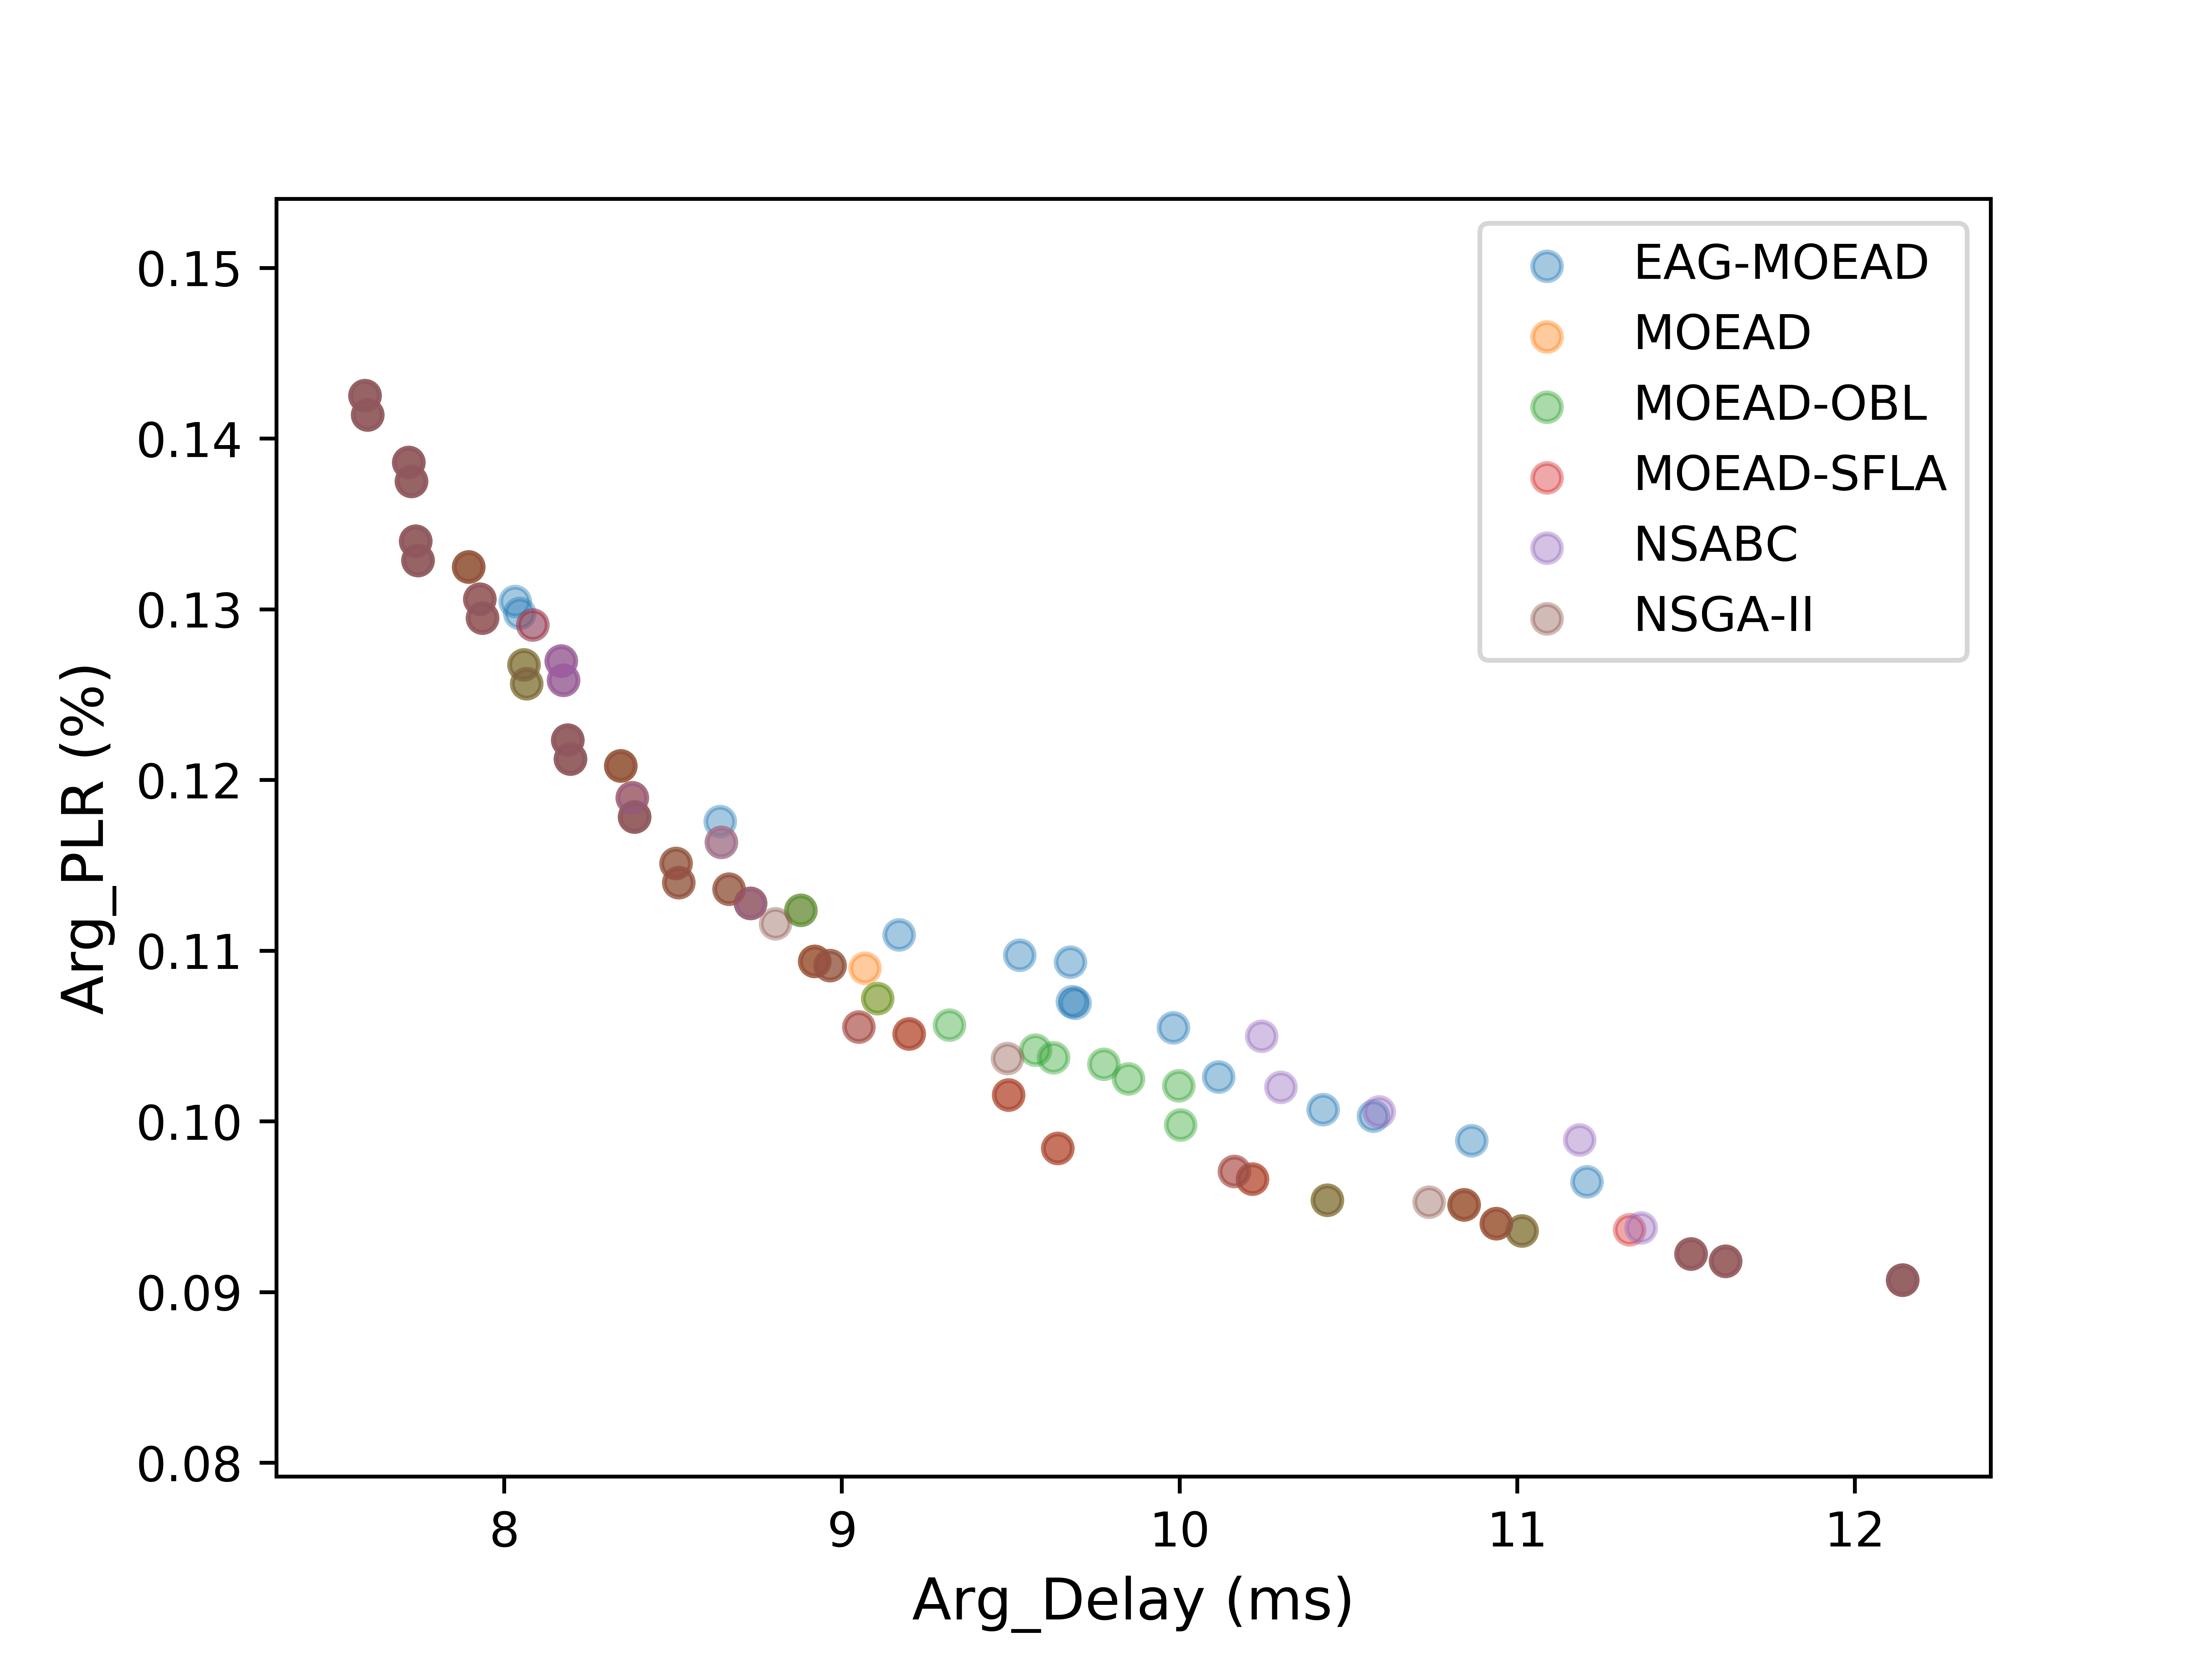 EAG-MOEAD
MOEAD
MOEAD-OBL
MOEAD-SFLA
NSABC
NSGA-II
0.15
0.14
0.13
0.12
0.11
0.10
0.09
0.08
Arg_PLR (%)
8 9 10 11 12
Arg_Delay (ms)